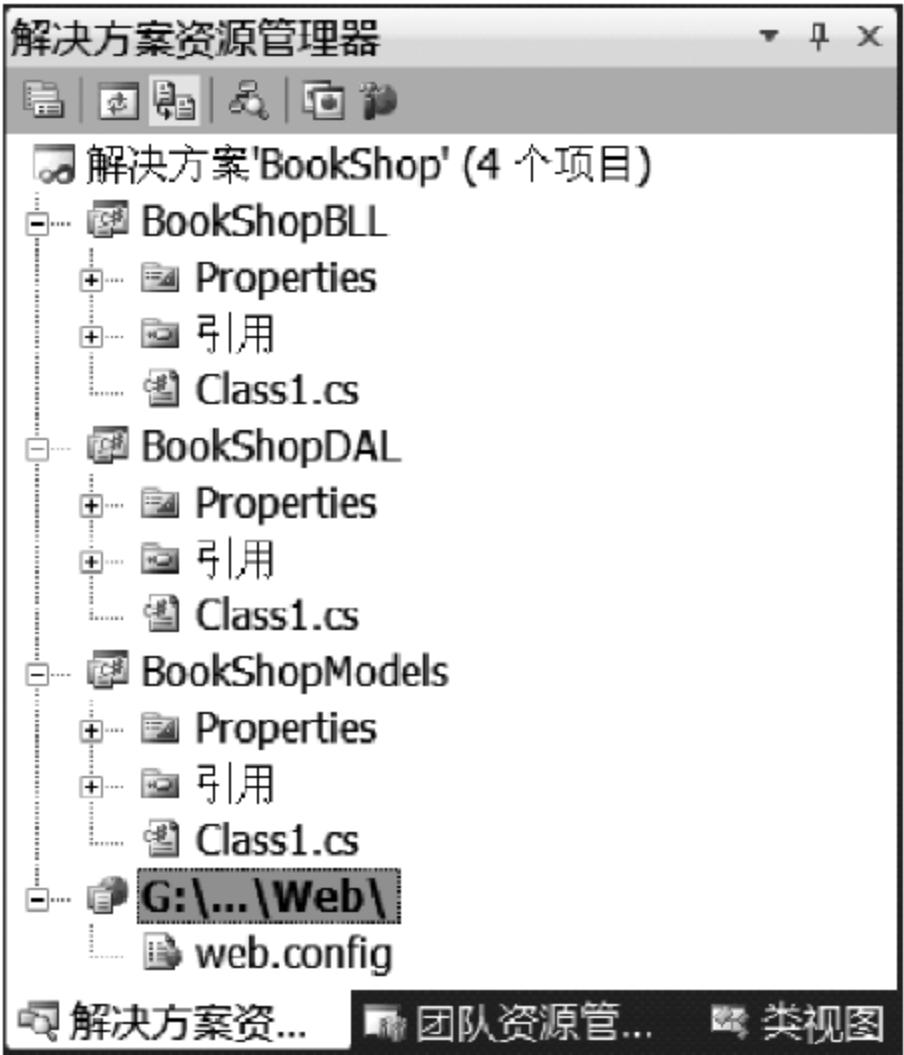 解决方案资源管理器
解决方案'BookShop' (4 个项目)
BookShopBLL
Properties
引用
Class1.cs
BookShopDAL
Properties
引用
Class1.cs
BookShopModels
Properties
引用
Class1.cs
G:\...\Web\
web.config
解决方案资... 团队资源管... 类视图